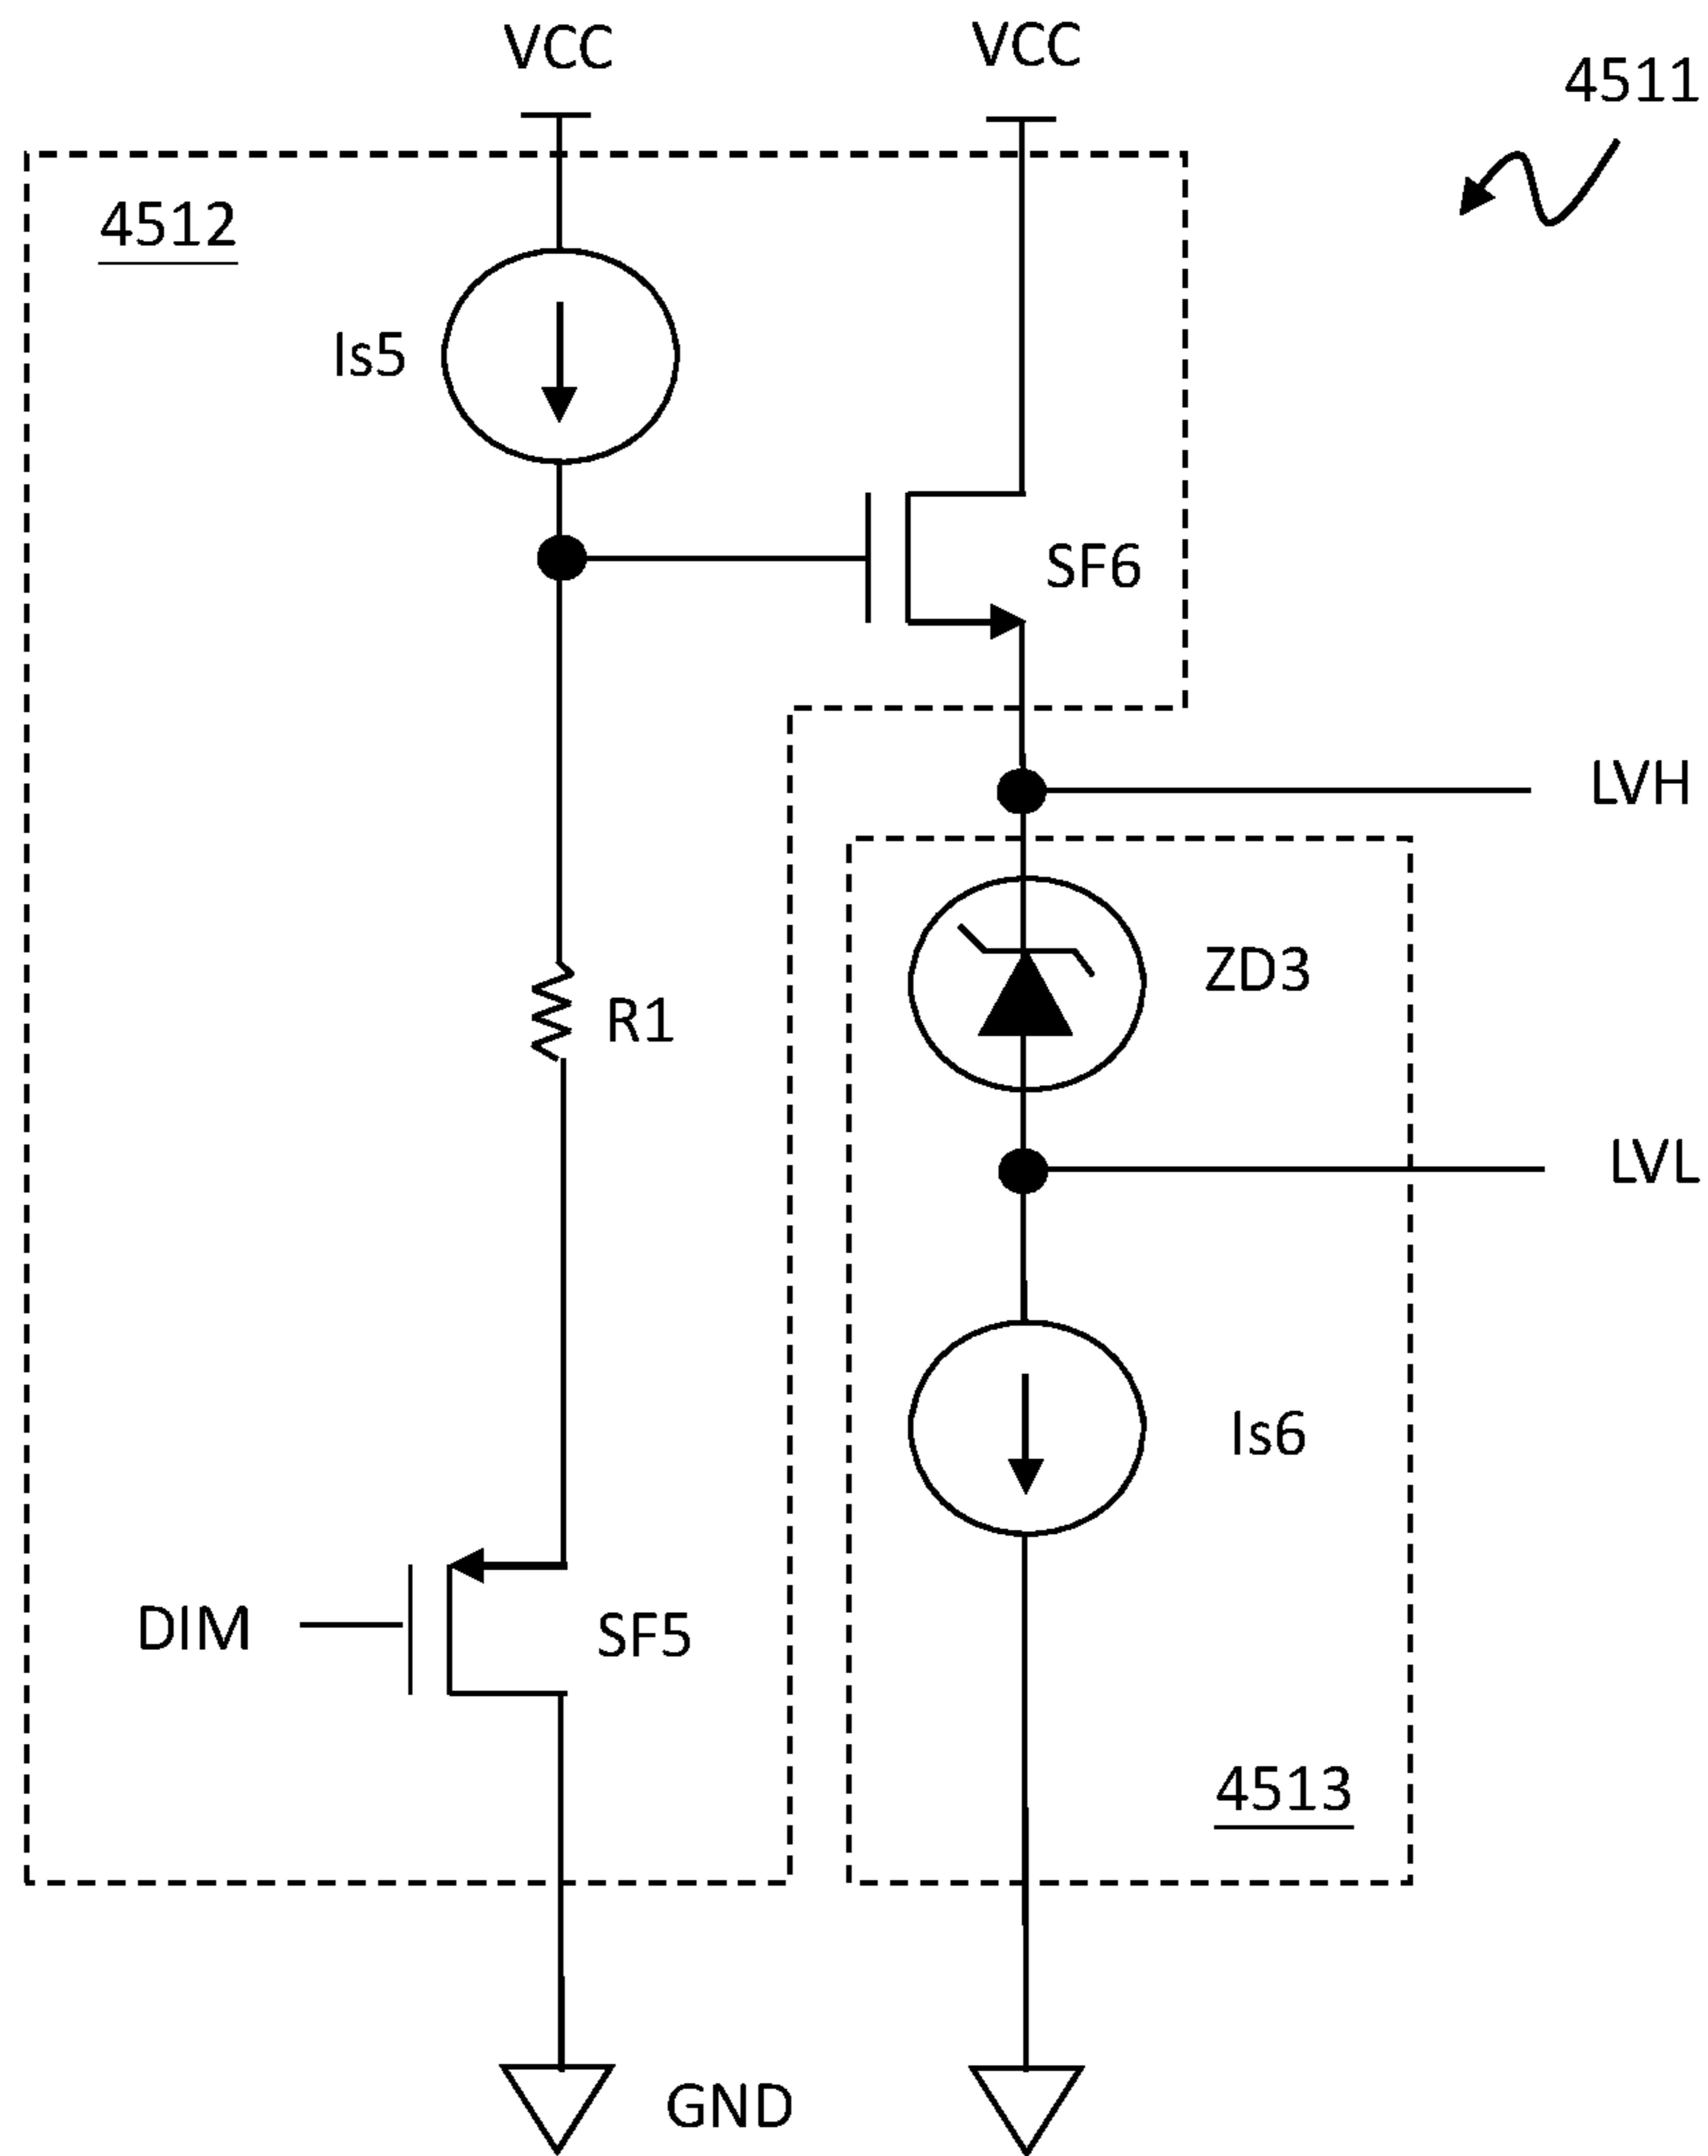 VCC
VCC
4511
4512
Is5
SF6
LVH
ZD3
R1
LVL
Is6
DIM
SF5
4513
GND